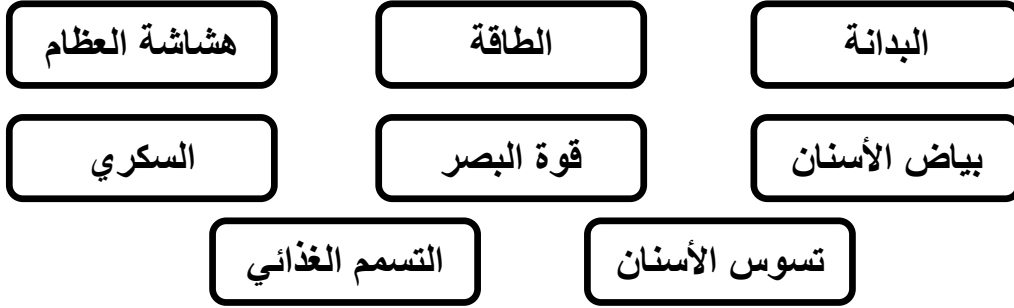 البدانة
الطاقة
هشاشة العظام
بياض الأسنان
قوة البصر
السكري
تسوس الأسنان
التسمم الغذائي